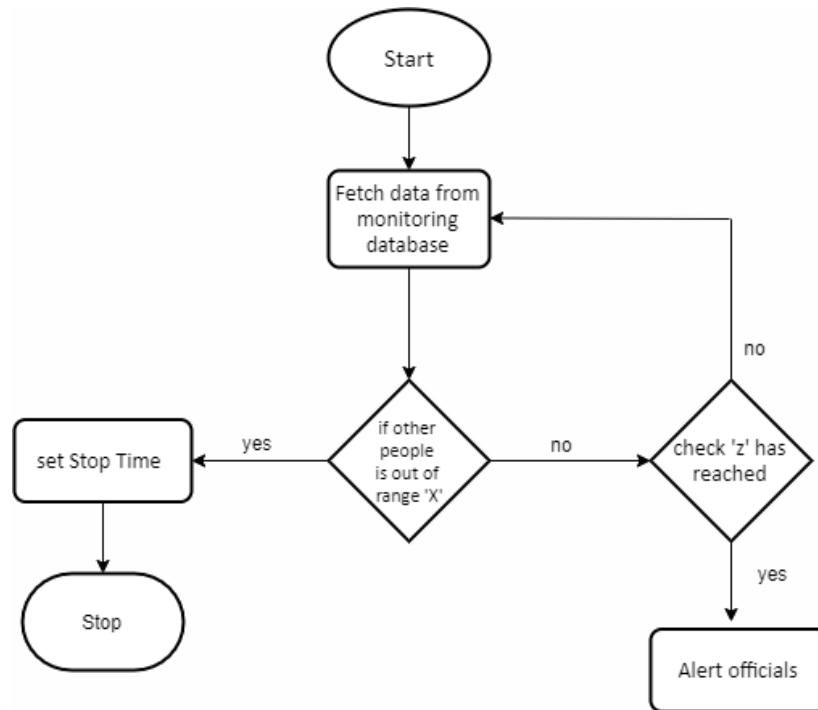 Start
Fetch data from
monitoring
database
no
if other
people
is out of
range 'X'
yes
no
set Stop Time
check 'z' has
reached
yes
Stop
Alert officials